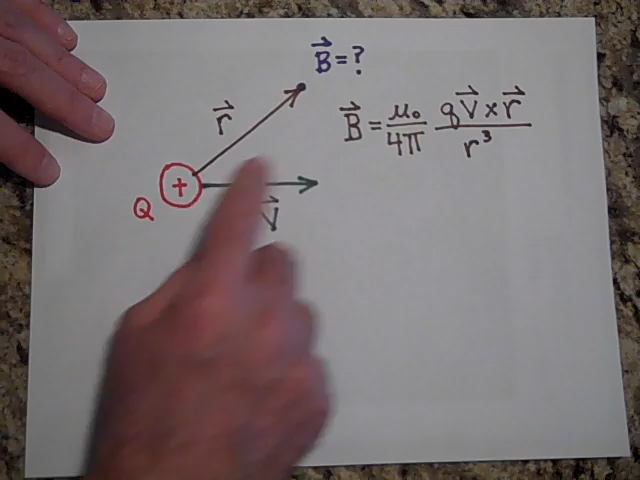 B⃗=?
r⃗
B⃗ = μ₀/4π qV⃗×r⃗/r³
+
Q
V⃗